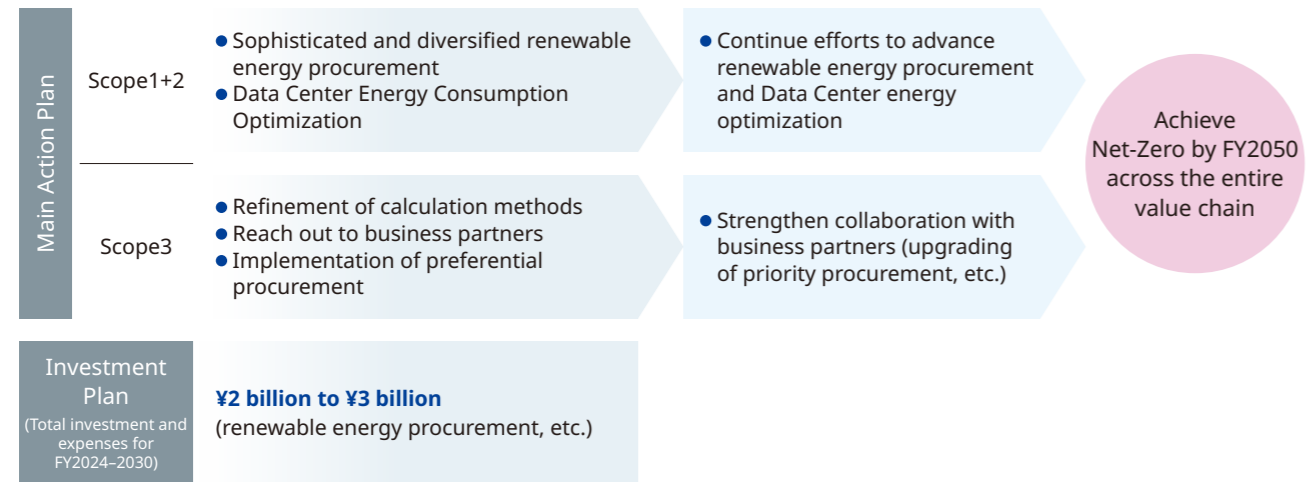 Main Action Plan
Scope1+2
● Sophisticated and diversified renewable
energy procurement
● Data Center Energy Consumption
Optimization
● Continue efforts to advance
renewable energy procurement
and Data Center energy
optimization
Scope3
● Refinement of calculation methods
● Reach out to business partners
● Implementation of preferential
procurement
● Strengthen collaboration with
business partners (upgrading
of priority procurement, etc.)
Achieve
Net-Zero by FY2050
across the entire
value chain
Investment
Plan
(Total investment and
expenses for
FY2024–2030)
¥2 billion to ¥3 billion
(renewable energy procurement, etc.)